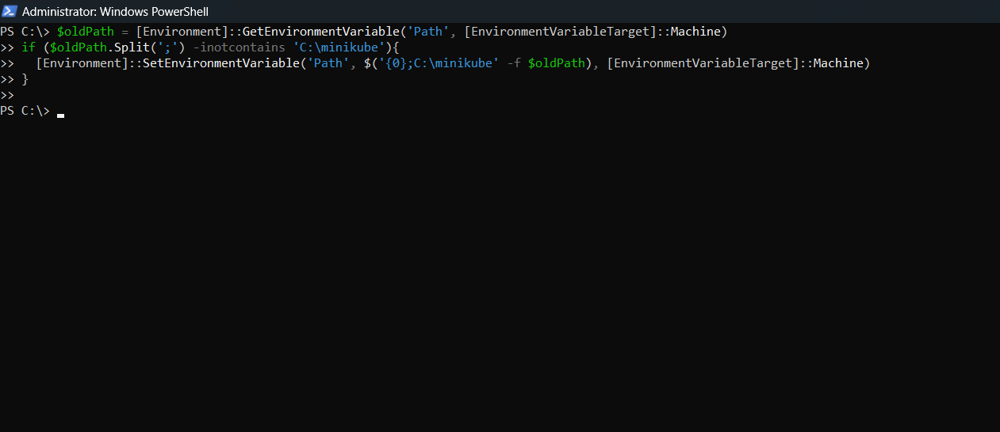 Administrator: Windows PowerShell
PS C:\> $oldPath = [Environment]::GetEnvironmentVariable('Path', [EnvironmentVariableTarget]::Machine)
>> if ($oldPath.Split(';') -inotcontains 'C:\minikube'){
>>   [Environment]::SetEnvironmentVariable('Path', $('{0};C:\minikube' -f $oldPath), [EnvironmentVariableTarget]::Machine)
>> }
>>
PS C:\>